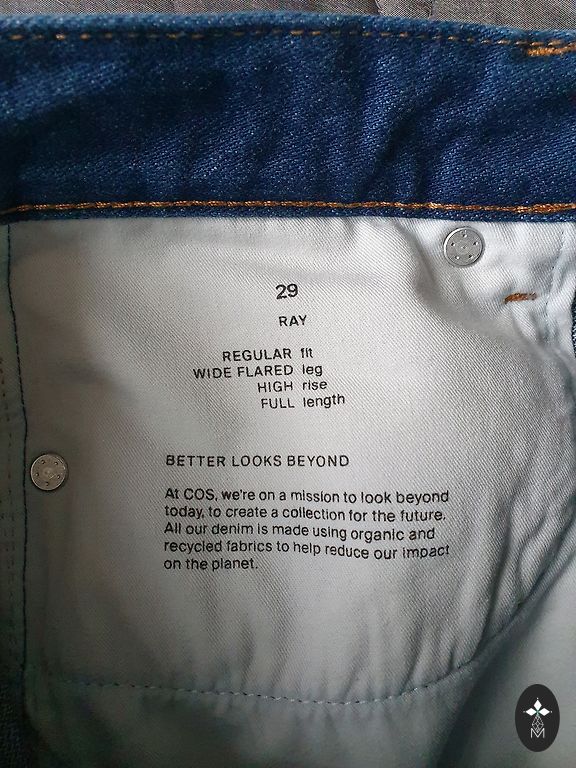 29
RAY
REGULAR fit
WIDE FLARED leg
HIGH rise
FULL length
BETTER LOOKS BEYOND
At COS, we're on a mission to look beyond
today, to create a collection for the future.
All our denim is made using organic and
recycled fabrics to help reduce our impact
on the planet.
M